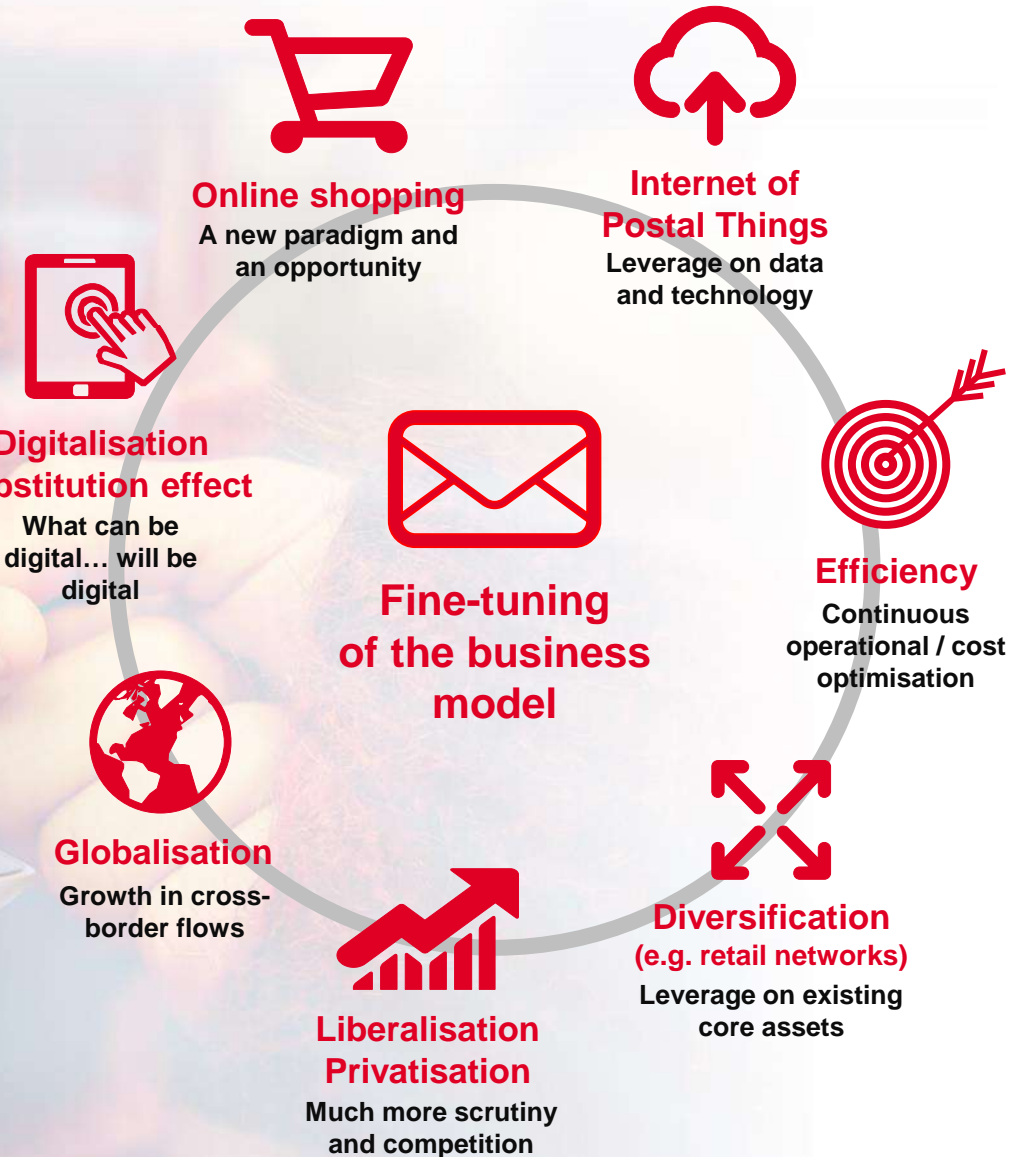 Online shopping
A new paradigm and
an opportunity
Internet of
Postal Things
Leverage on data
and technology
Digitalisation
effect
What can be
digital… will be
digital
Fine-tuning
of the business
model
Efficiency
Continuous
operational / cost
optimisation
Globalisation
Growth in cross-
border flows
Diversification
(e.g. retail networks)
Leverage on existing
core assets
Liberalisation
Privatisation
Much more scrutiny
and competition